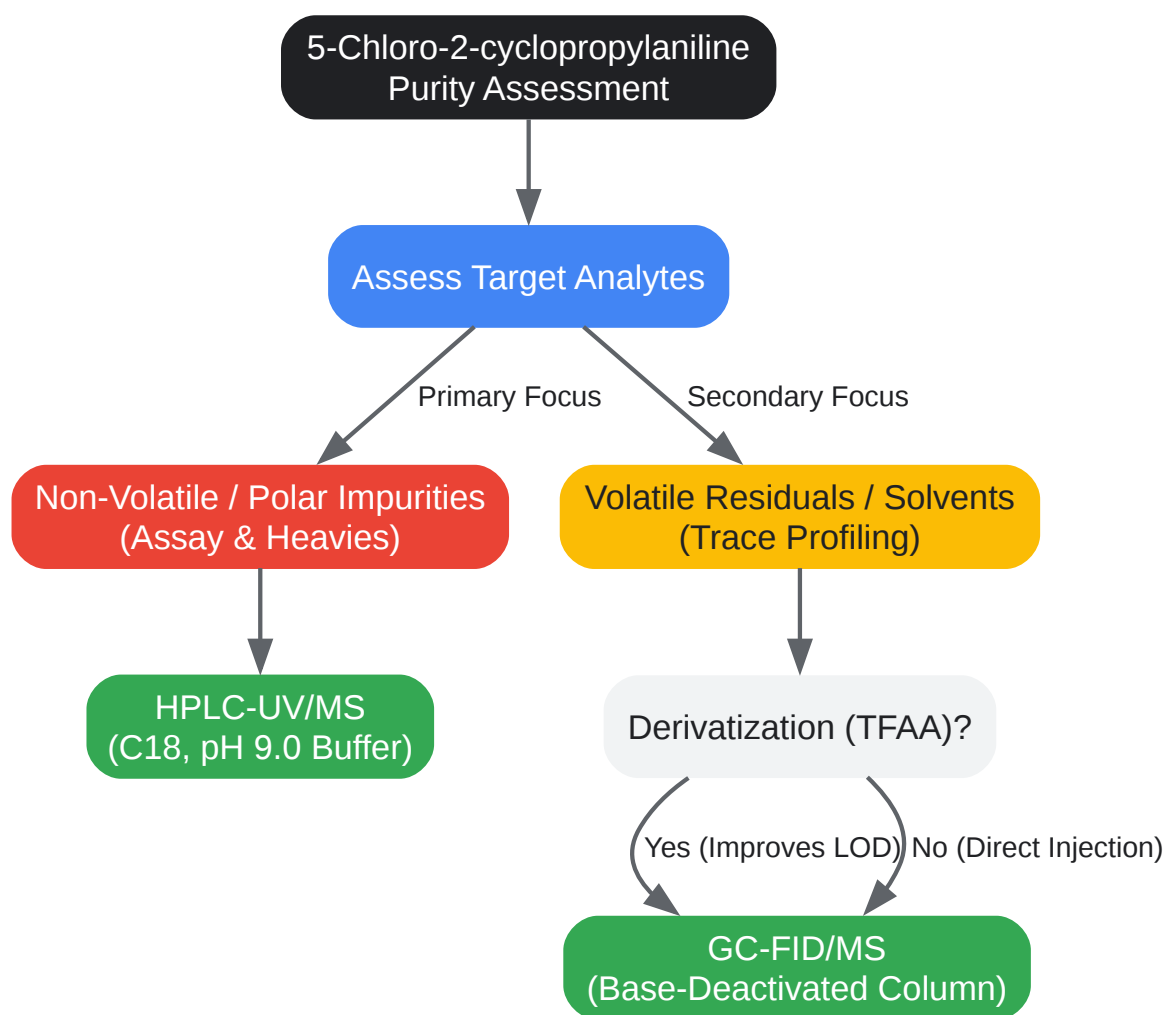 5-Chloro-2-cyclopropylaniline
Purity Assessment
Assess Target Analytes
Primary Focus
Secondary Focus
Non-Volatile / Polar Impurities
(Assay & Heavies)
Volatile Residuals / Solvents
(Trace Profiling)
HPLC-UV/MS
(C18, pH 9.0 Buffer)
Derivatization (TFAA)?
Yes (Improves LOD)
No (Direct Injection)
GC-FID/MS
(Base-Deactivated Column)